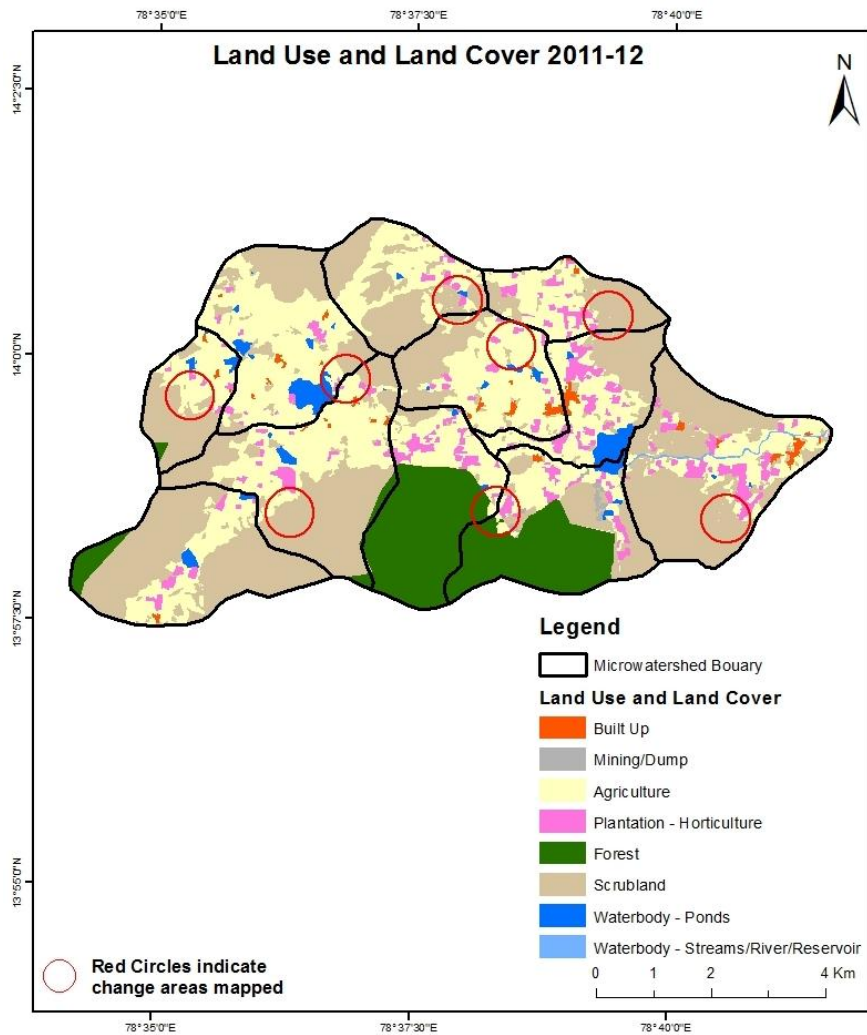 78°35'0"E 78°37'30"E 78°40'0"E
Land Use and Land Cover 2011-12
N
14°2'30"N
14°0'0"N
13°57'30"N
13°55'0"N
Legend
Microwatershed Bouary
Land Use and Land Cover
Built Up
Mining/Dump
Agriculture
Plantation - Horticulture
Forest
Scrubland
Waterbody - Ponds
Waterbody - Streams/River/Reservoir
Red Circles indicate
change areas mapped
0 1 2 4 Km
78°35'0"E 78°37'30"E 78°40'0"E